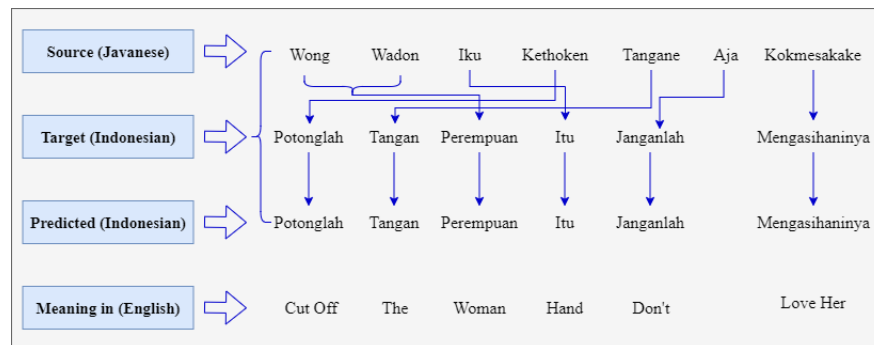 Source (Javanese) Wong Wadon Iku Kethoken Tangane Aja Kokmesakake
Target (Indonesian) Potonglah Tangan Perempuan Itu Janganlah Mengasihaninya
Predicted (Indonesian) Potonglah Tangan Perempuan Itu Janganlah Mengasihaninya
Meaning in (English) Cut Off The Woman Hand Don't Love Her